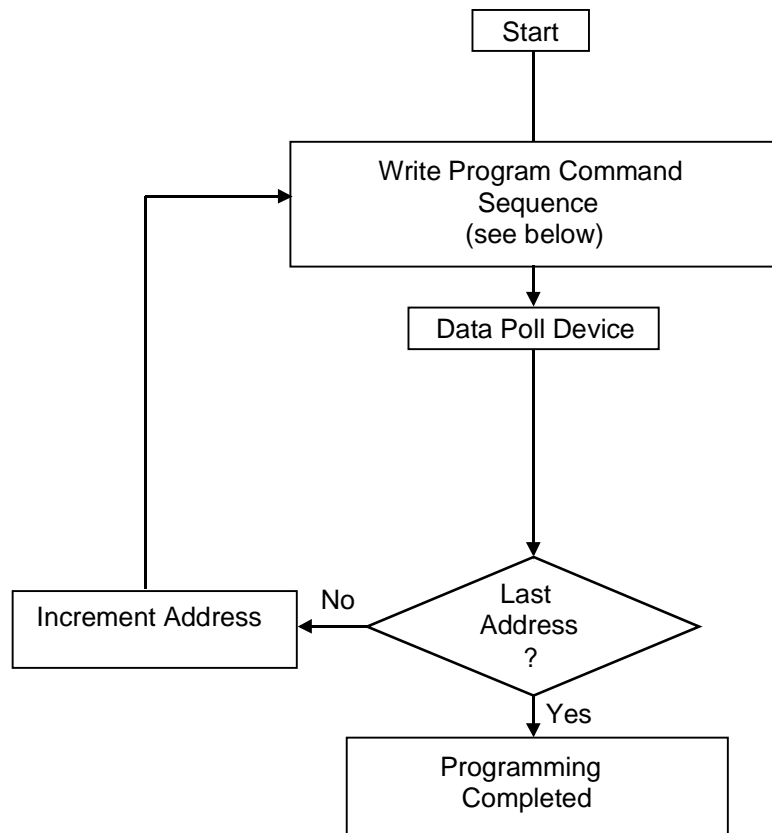 Start
Write Program Command
Sequence
(see below)
Data Poll Device
Increment Address
No
Last
Address
?
Yes
Programming
Completed